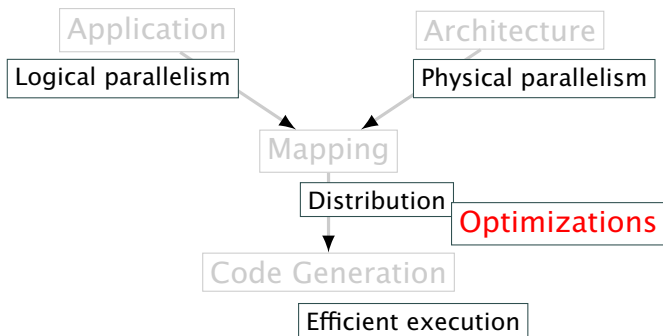 Application
Architecture
Logical parallelism
Physical parallelism
Mapping
Distribution
Optimizations
Code Generation
Efficient execution